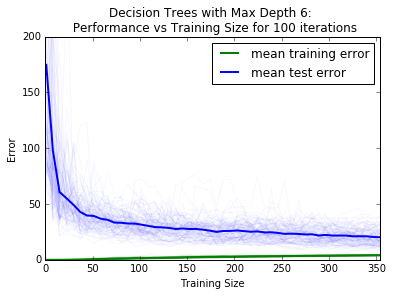 Decision Trees with Max Depth 6:
Performance vs Training Size for 100 iterations
mean training error
mean test error
Error
200
150
100
50
0
0 50 100 150 200 250 300 350
Training Size